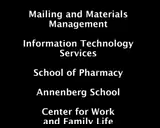 Mailing and Materials
Management
Information Technology
Services
School of Pharmacy
Annenberg School
Center for Work
and Family Life